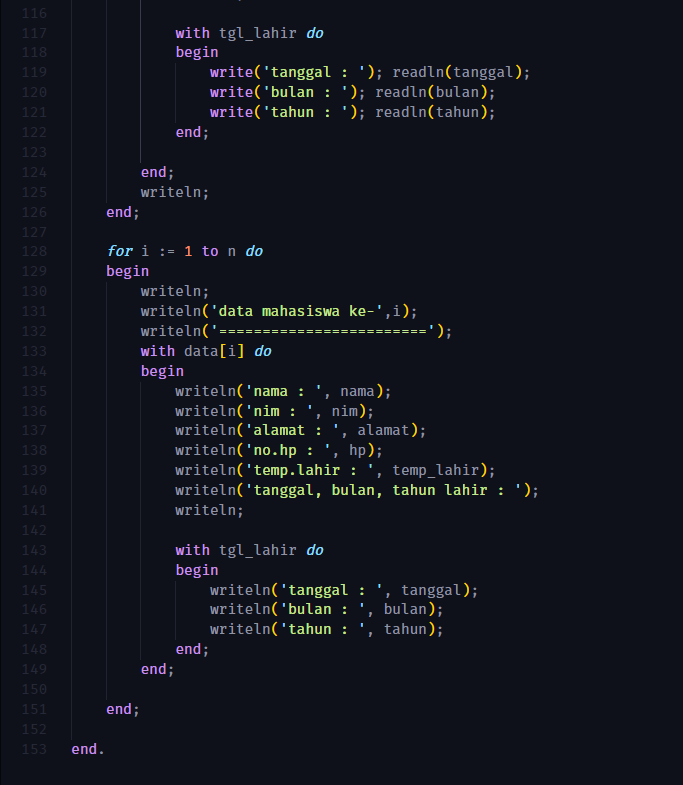 116
117 with tgl_lahir do
118 begin
119 write('tanggal : '); readln(tanggal);
120 write('bulan : '); readln(bulan);
121 write('tahun : '); readln(tahun);
122 end;
123
124 end;
125 writeln;
126 end;
127
128 for i := 1 to n do
129 begin
130 writeln;
131 writeln('data mahasiswa ke-',i);
132 writeln('========================');
133 with data[i] do
134 begin
135 writeln('nama : ', nama);
136 writeln('nim : ', nim);
137 writeln('alamat : ', alamat);
138 writeln('no.hp : ', hp);
139 writeln('temp.lahir : ', temp_lahir);
140 writeln('tanggal, bulan, tahun lahir : ');
141 writeln;
142
143 with tgl_lahir do
144 begin
145 writeln('tanggal : ', tanggal);
146 writeln('bulan : ', bulan);
147 writeln('tahun : ', tahun);
148 end;
149 end;
150
151 end;
152
153 end.